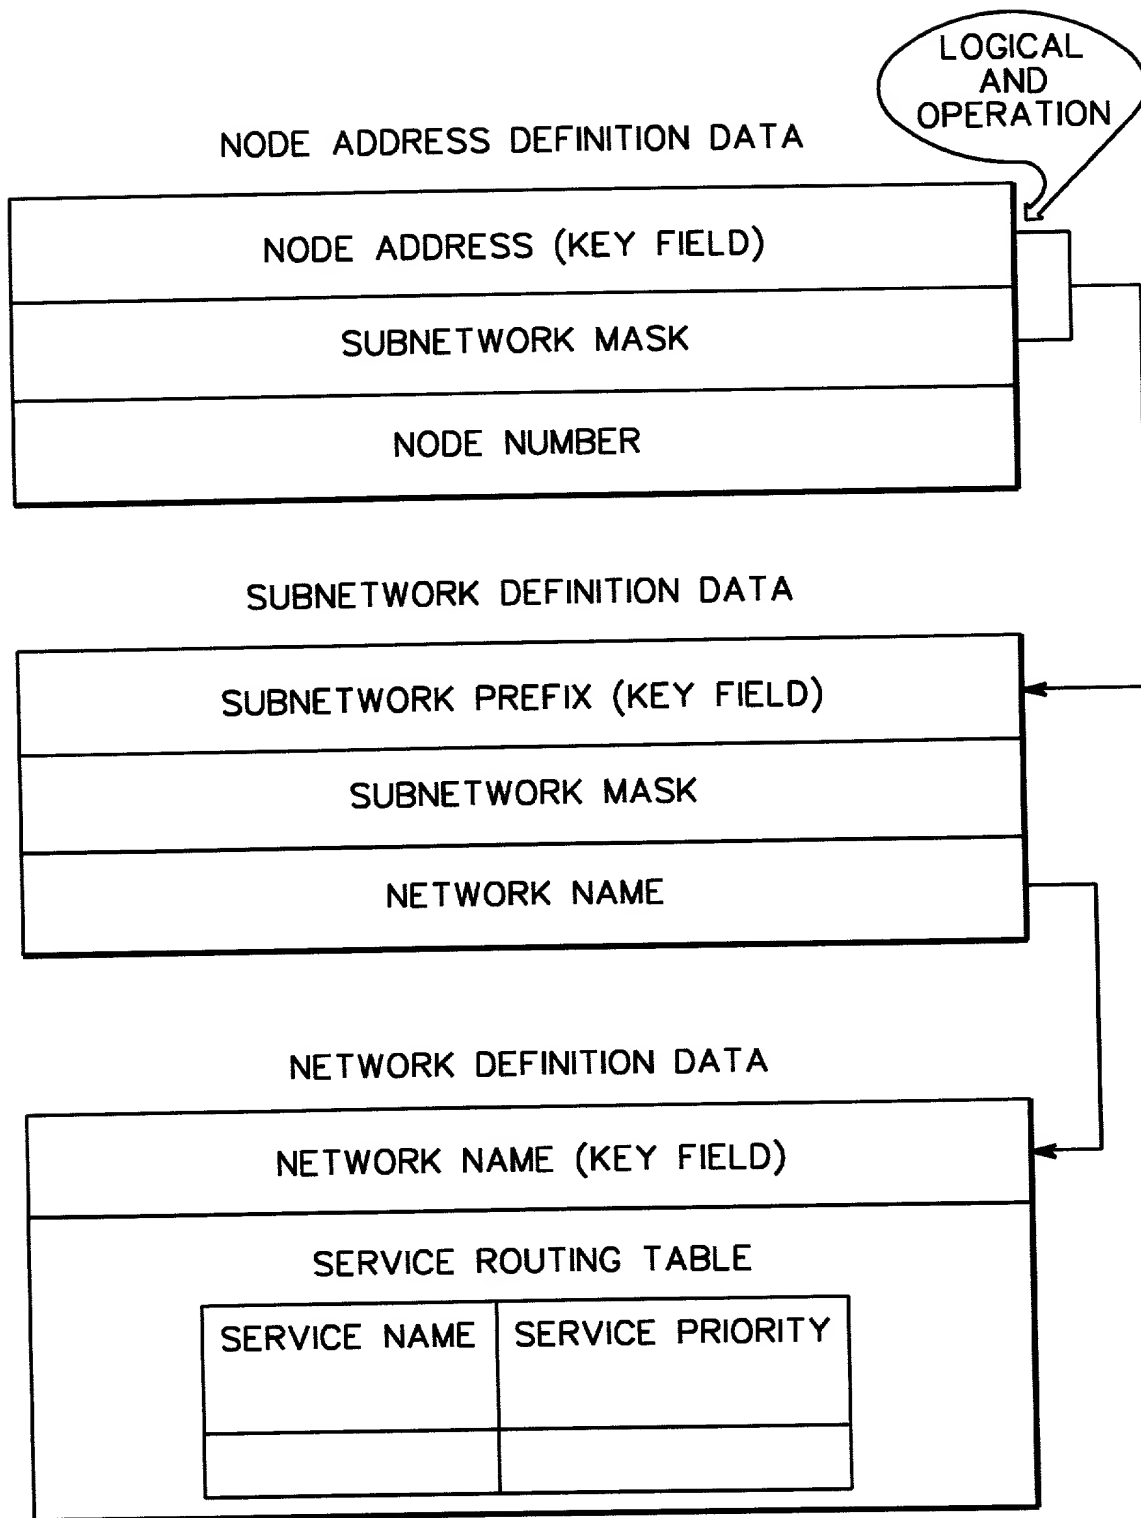 LOGICAL
AND
OPERATION
NODE ADDRESS DEFINITION DATA
NODE ADDRESS (KEY FIELD)
SUBNETWORK MASK
NODE NUMBER
SUBNETWORK DEFINITION DATA
SUBNETWORK PREFIX (KEY FIELD)
SUBNETWORK MASK
NETWORK NAME
NETWORK DEFINITION DATA
NETWORK NAME (KEY FIELD)
SERVICE ROUTING TABLE
SERVICE NAME SERVICE PRIORITY